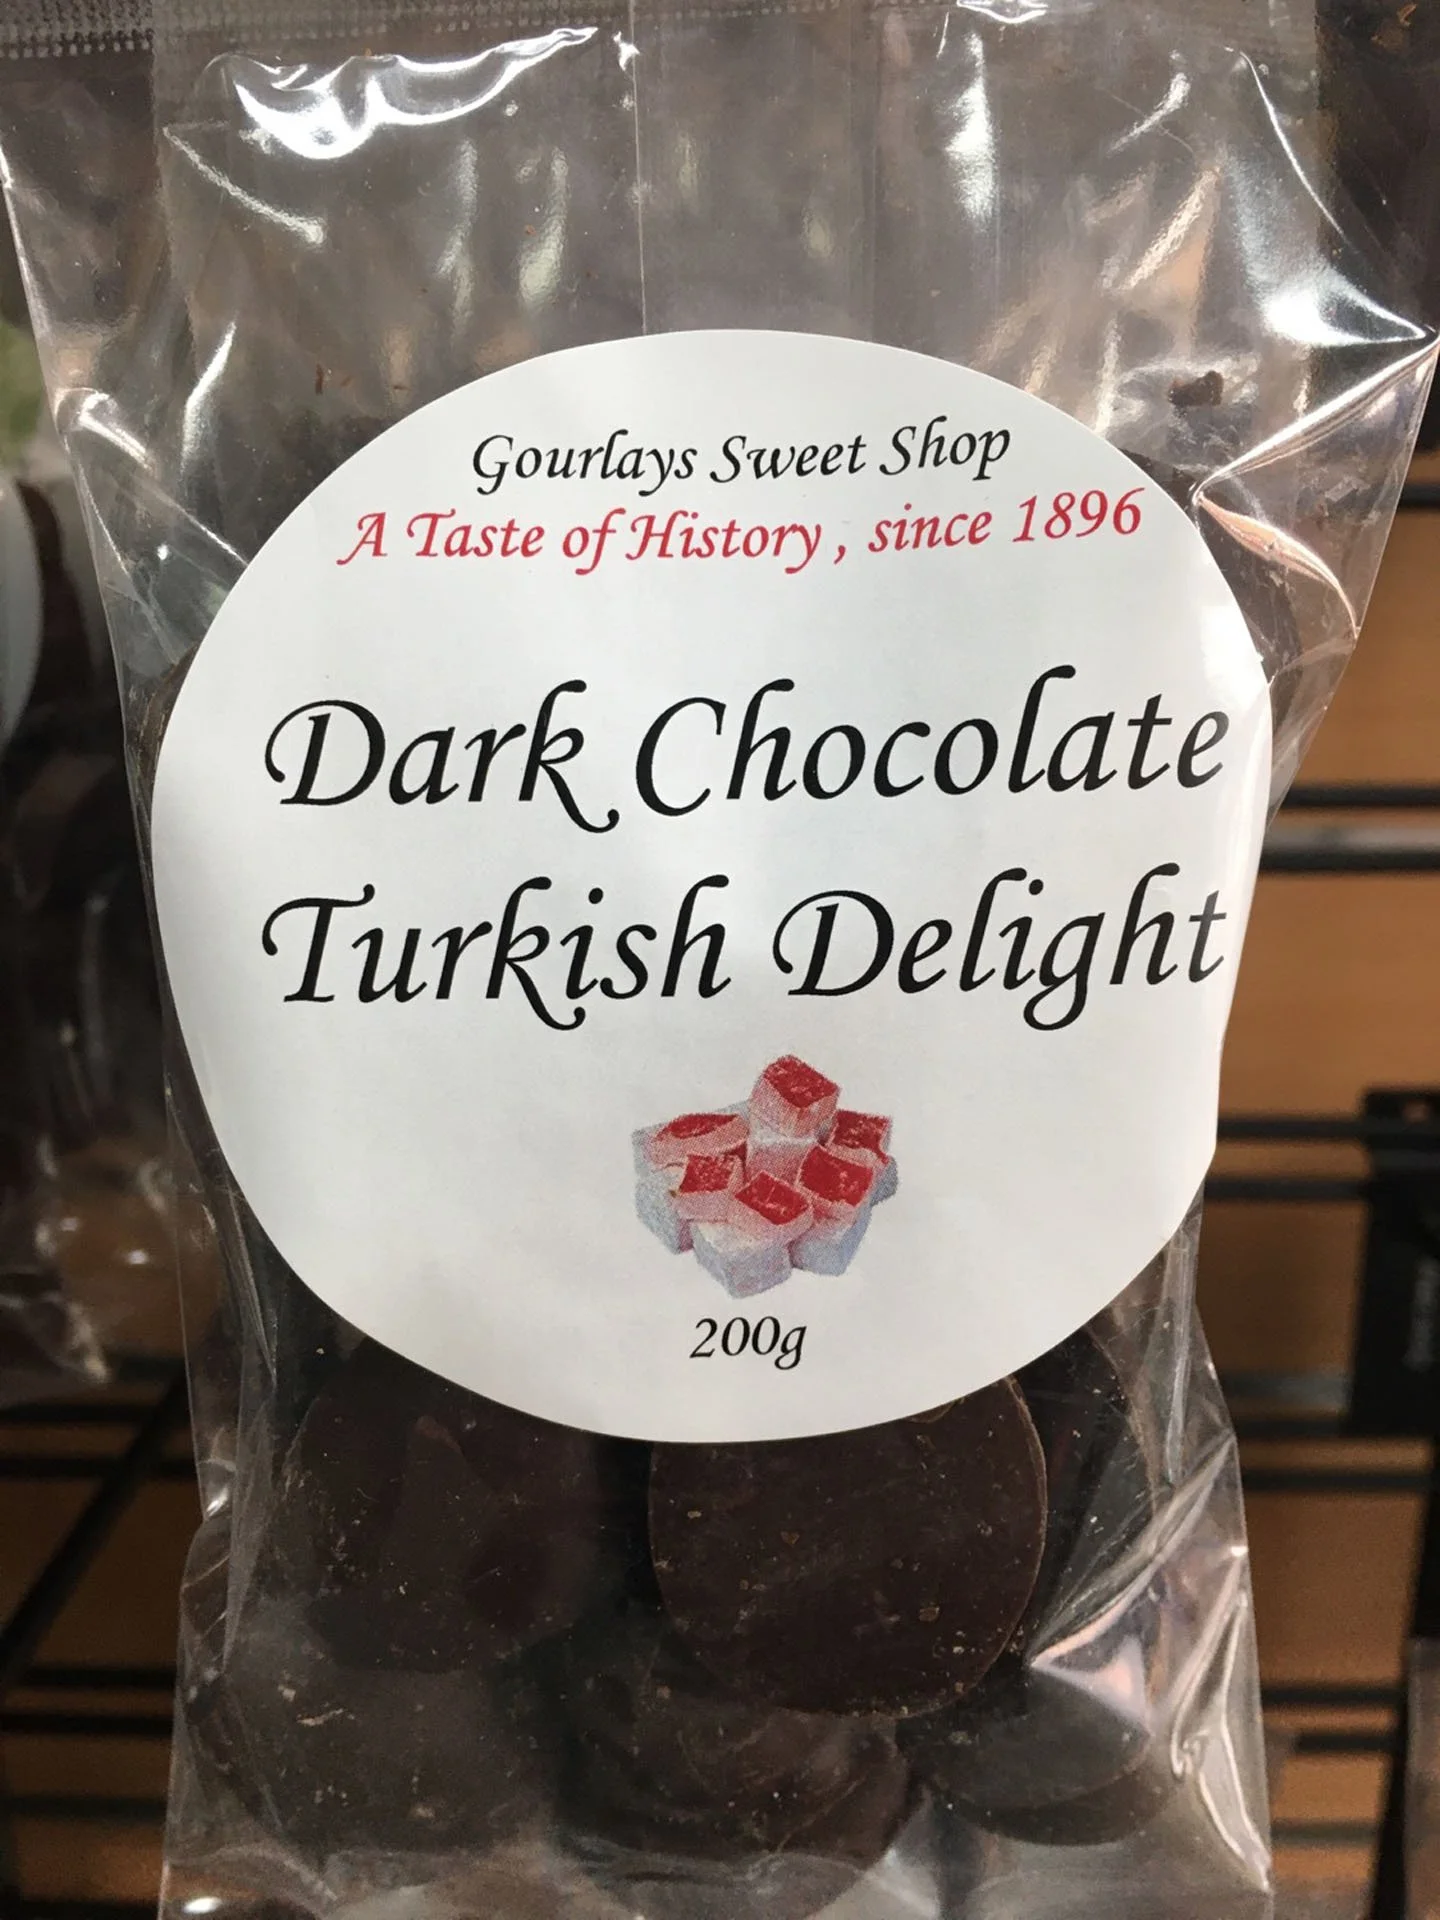 Gourlays Sweet Shop
A Taste of History , since 1896
Dark Chocolate
Turkish Delight
200g